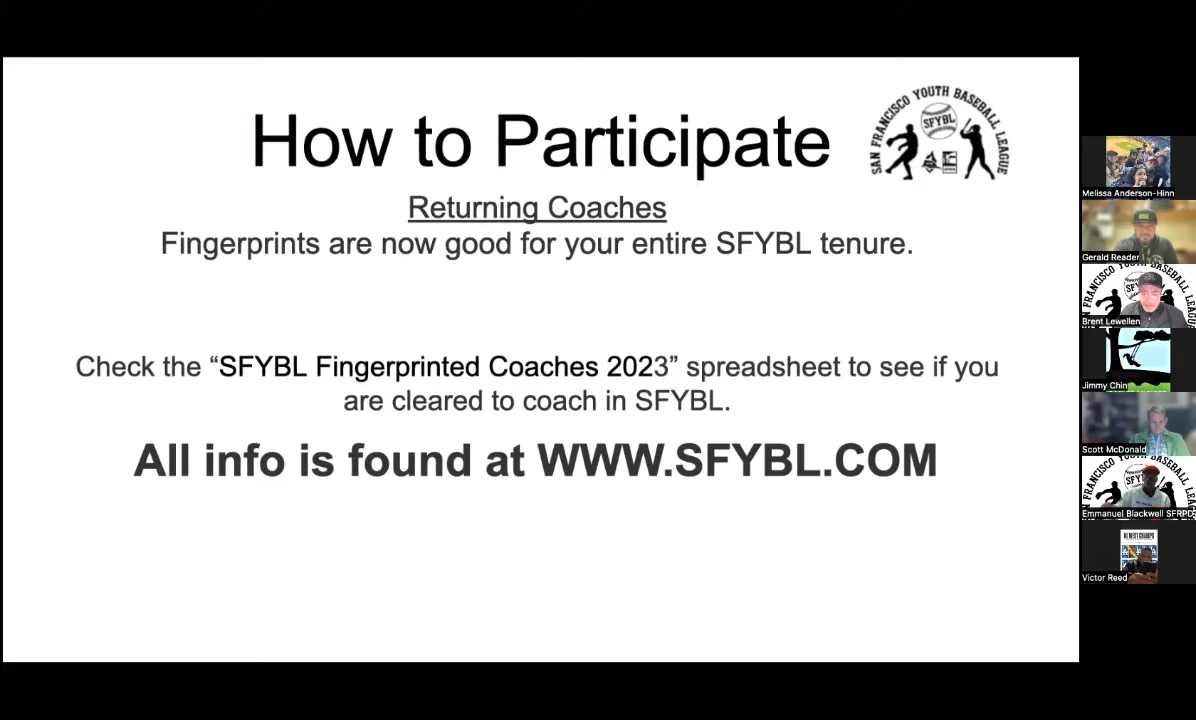 How to Participate
SAN FRANCISCO YOUTH BASEBALL LEAGUE
SFYBL
Returning Coaches
Fingerprints are now good for your entire SFYBL tenure.
Check the “SFYBL Fingerprinted Coaches 2023” spreadsheet to see if you
are cleared to coach in SFYBL.
All info is found at WWW.SFYBL.COM
Melissa Anderson-Hinn
Gerald Reader
Brent Lewellen
Jimmy Chin
Scott McDonald
Emmanuel Blackwell SFRPD
Victor Reed